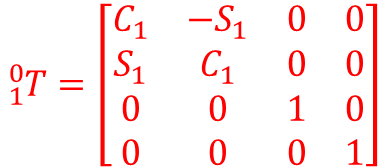 ⁰₁T = [ C₁ −S₁ 0 0
S₁ C₁ 0 0
0 0 1 0
0 0 0 1 ]